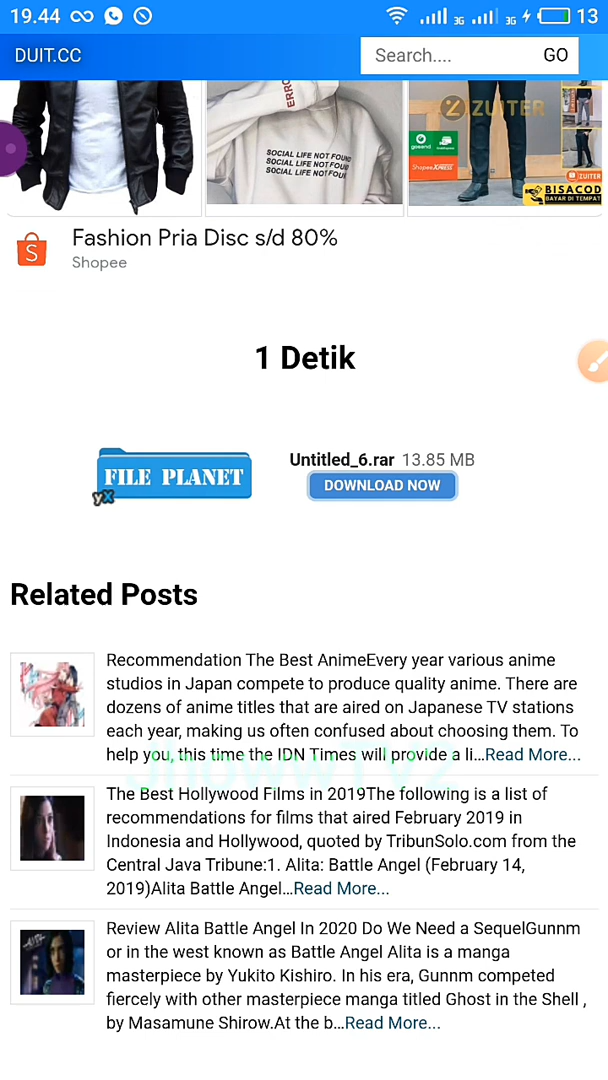 19.44
3G
3G
13
DUIT.CC
Search....
GO
ERRO
SOCIAL LIFE NOT FOUND
SOCIAL LIFE NOT FOUN
SOCIAL LIFE NOT FOUI
ZUITER
gosend
Shopee XPRESS
ZUITER
BISACOD
BAYAR DI TEMPAT
Fashion Pria Disc s/d 80%
Shopee
1 Detik
FILE PLANET
yX
Untitled_6.rar 13.85 MB
DOWNLOAD NOW
Related Posts
Recommendation The Best AnimeEvery year various anime
studios in Japan compete to produce quality anime. There are
dozens of anime titles that are aired on Japanese TV stations
each year, making us often confused about choosing them. To
help you, this time the IDN Times will provide a li...Read More...
JhowwTV2
The Best Hollywood Films in 2019The following is a list of
recommendations for films that aired February 2019 in
Indonesia and Hollywood, quoted by TribunSolo.com from the
Central Java Tribune:1. Alita: Battle Angel (February 14,
2019)Alita Battle Angel...Read More...
Review Alita Battle Angel In 2020 Do We Need a SequelGunnm
or in the west known as Battle Angel Alita is a manga
masterpiece by Yukito Kishiro. In his era, Gunnm competed
fiercely with other masterpiece manga titled Ghost in the Shell ,
by Masamune Shirow.At the b...Read More...